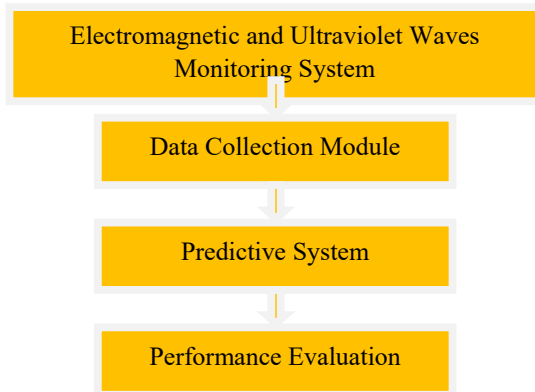 Electromagnetic and Ultraviolet Waves
Monitoring System
Data Collection Module
Predictive System
Performance Evaluation